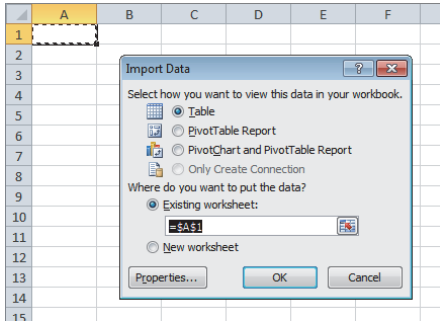 A B C D E F
1
2
Import Data ?
3
Select how you want to view this data in your workbook.
4
Table
5
PivotTable Report
6
PivotChart and PivotTable Report
7
Only Create Connection
8
Where do you want to put the data?
9
Existing worksheet:
10
=$A$1
11
New worksheet
12
13
Properties... OK Cancel
14
15